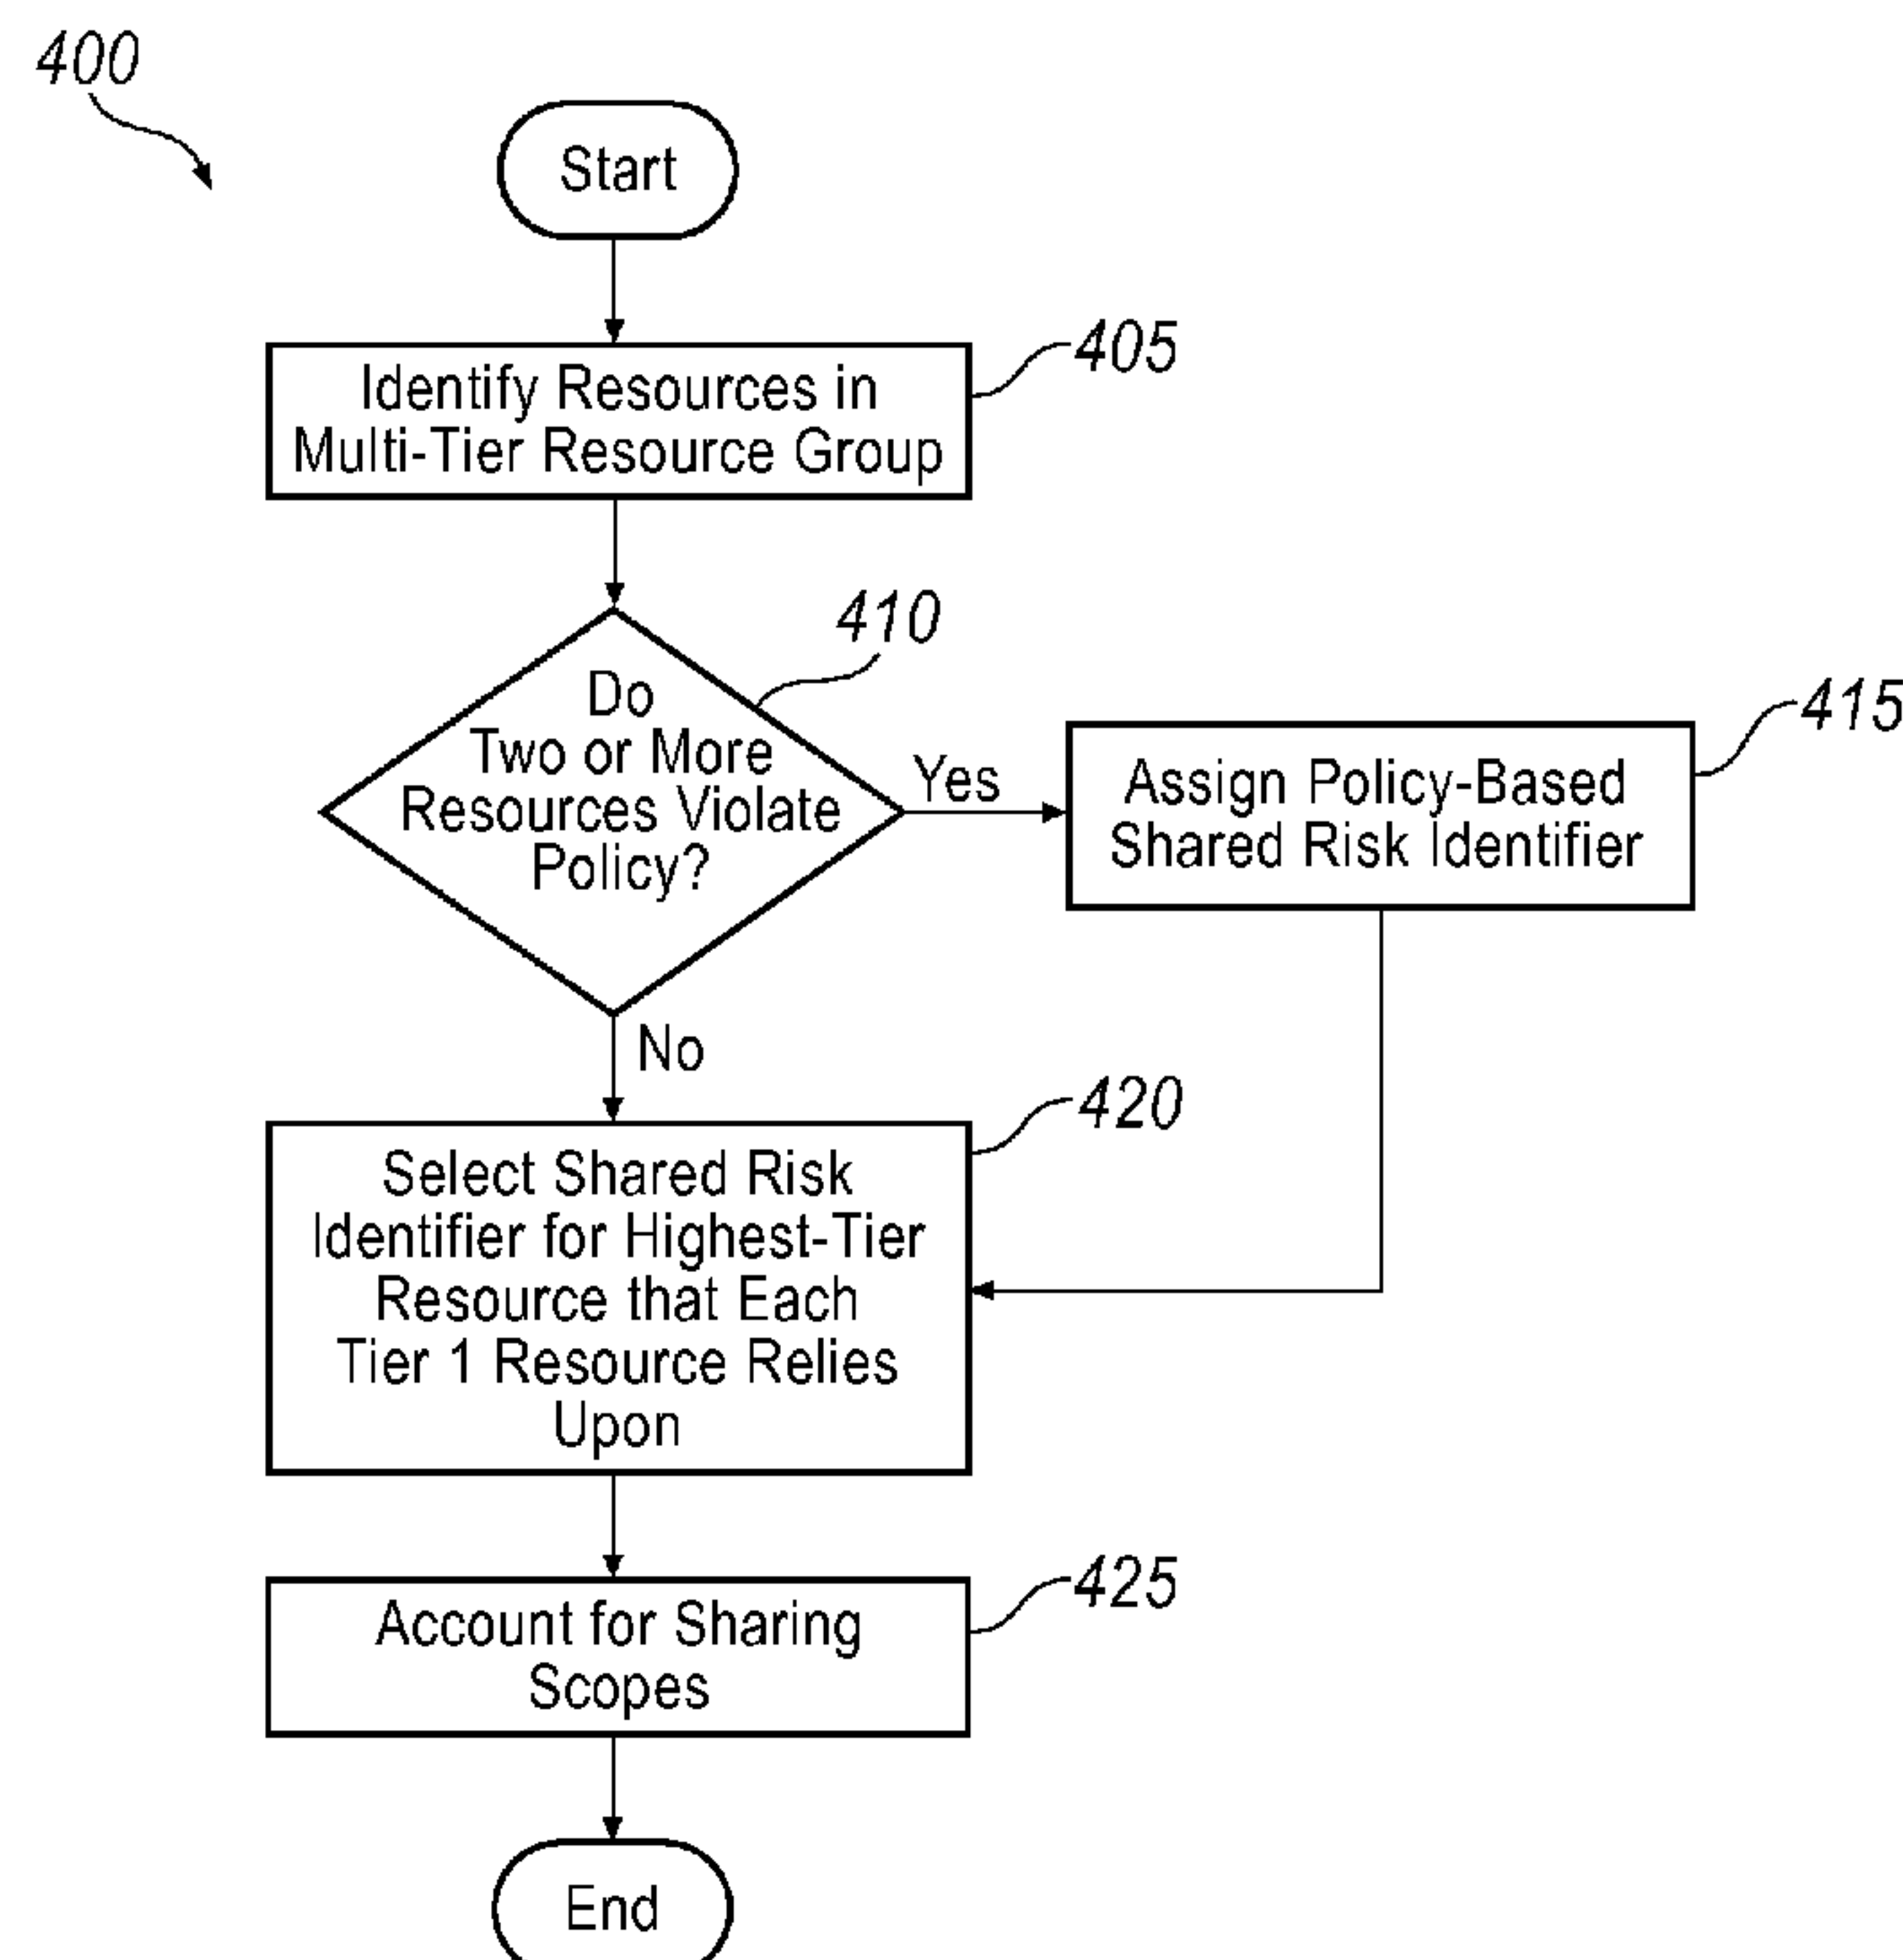 400
Start
405
Identify Resources in
Multi-Tier Resource Group
410
Do
Two or More
Resources Violate
Policy?
Yes
415
Assign Policy-Based
Shared Risk Identifier
No
420
Select Shared Risk
Identifier for Highest-Tier
Resource that Each
Tier 1 Resource Relies
Upon
425
Account for Sharing
Scopes
End